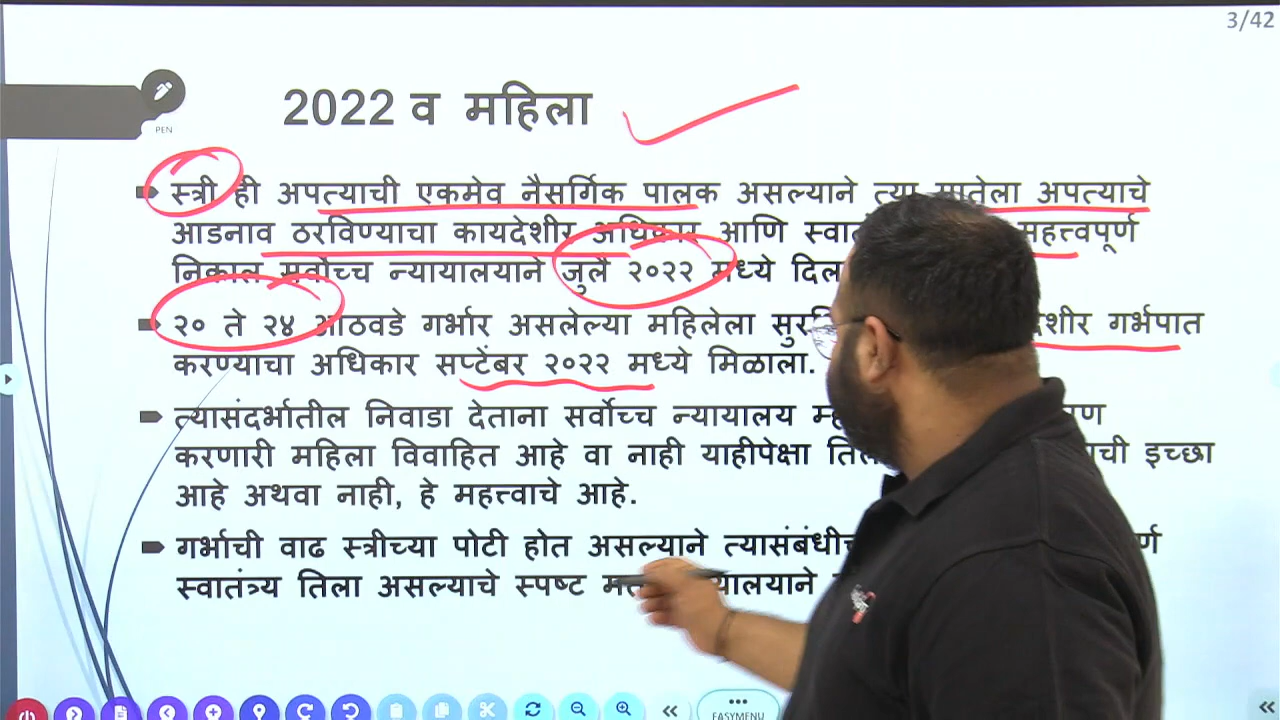 3/42
2022 व महिला
PEN
स्त्री ही अपत्याची एकमेव नैसर्गिक पालक असल्याने त्या मातेला अपत्याचे
आडनाव ठरविण्याचा कायदेशीर अधिकार आणि महत्त्वपूर्ण
निकाल सर्वोच्च न्यायालयाने जुलै २०२२ मध्ये
२० ते २४ आठवडे गर्भार असलेल्या महिलेला गर्भपात
करण्याचा अधिकार सप्टेंबर २०२२ मध्ये मिळाला.
त्यासंदर्भातील निवाडा देताना सर्वोच्च न्यायालय
करणारी महिला विवाहित आहे वा नाही याहीपेक्षा इच्छा
आहे अथवा नाही, हे महत्त्वाचे आहे.
गर्भाची वाढ स्त्रीच्या पोटी होत असल्याने
स्वातंत्र्य तिला असल्याचे स्पष्ट
EASYMENU